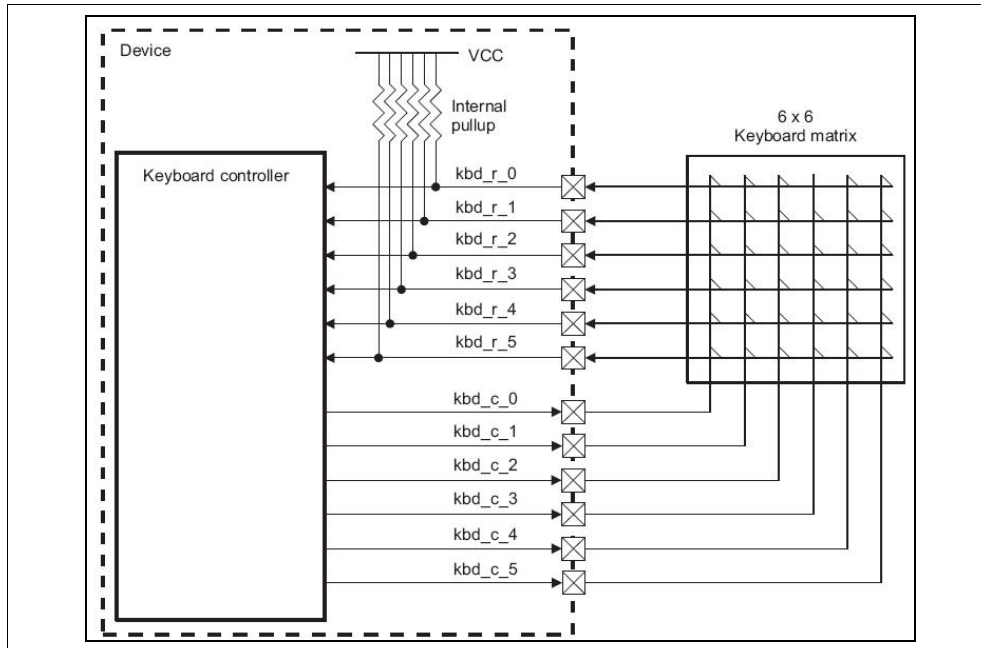 Device
VCC
Internal
pullup
6 x 6
Keyboard matrix
Keyboard controller
kbd_r_0
kbd_r_1
kbd_r_2
kbd_r_3
kbd_r_4
kbd_r_5
kbd_c_0
kbd_c_1
kbd_c_2
kbd_c_3
kbd_c_4
kbd_c_5